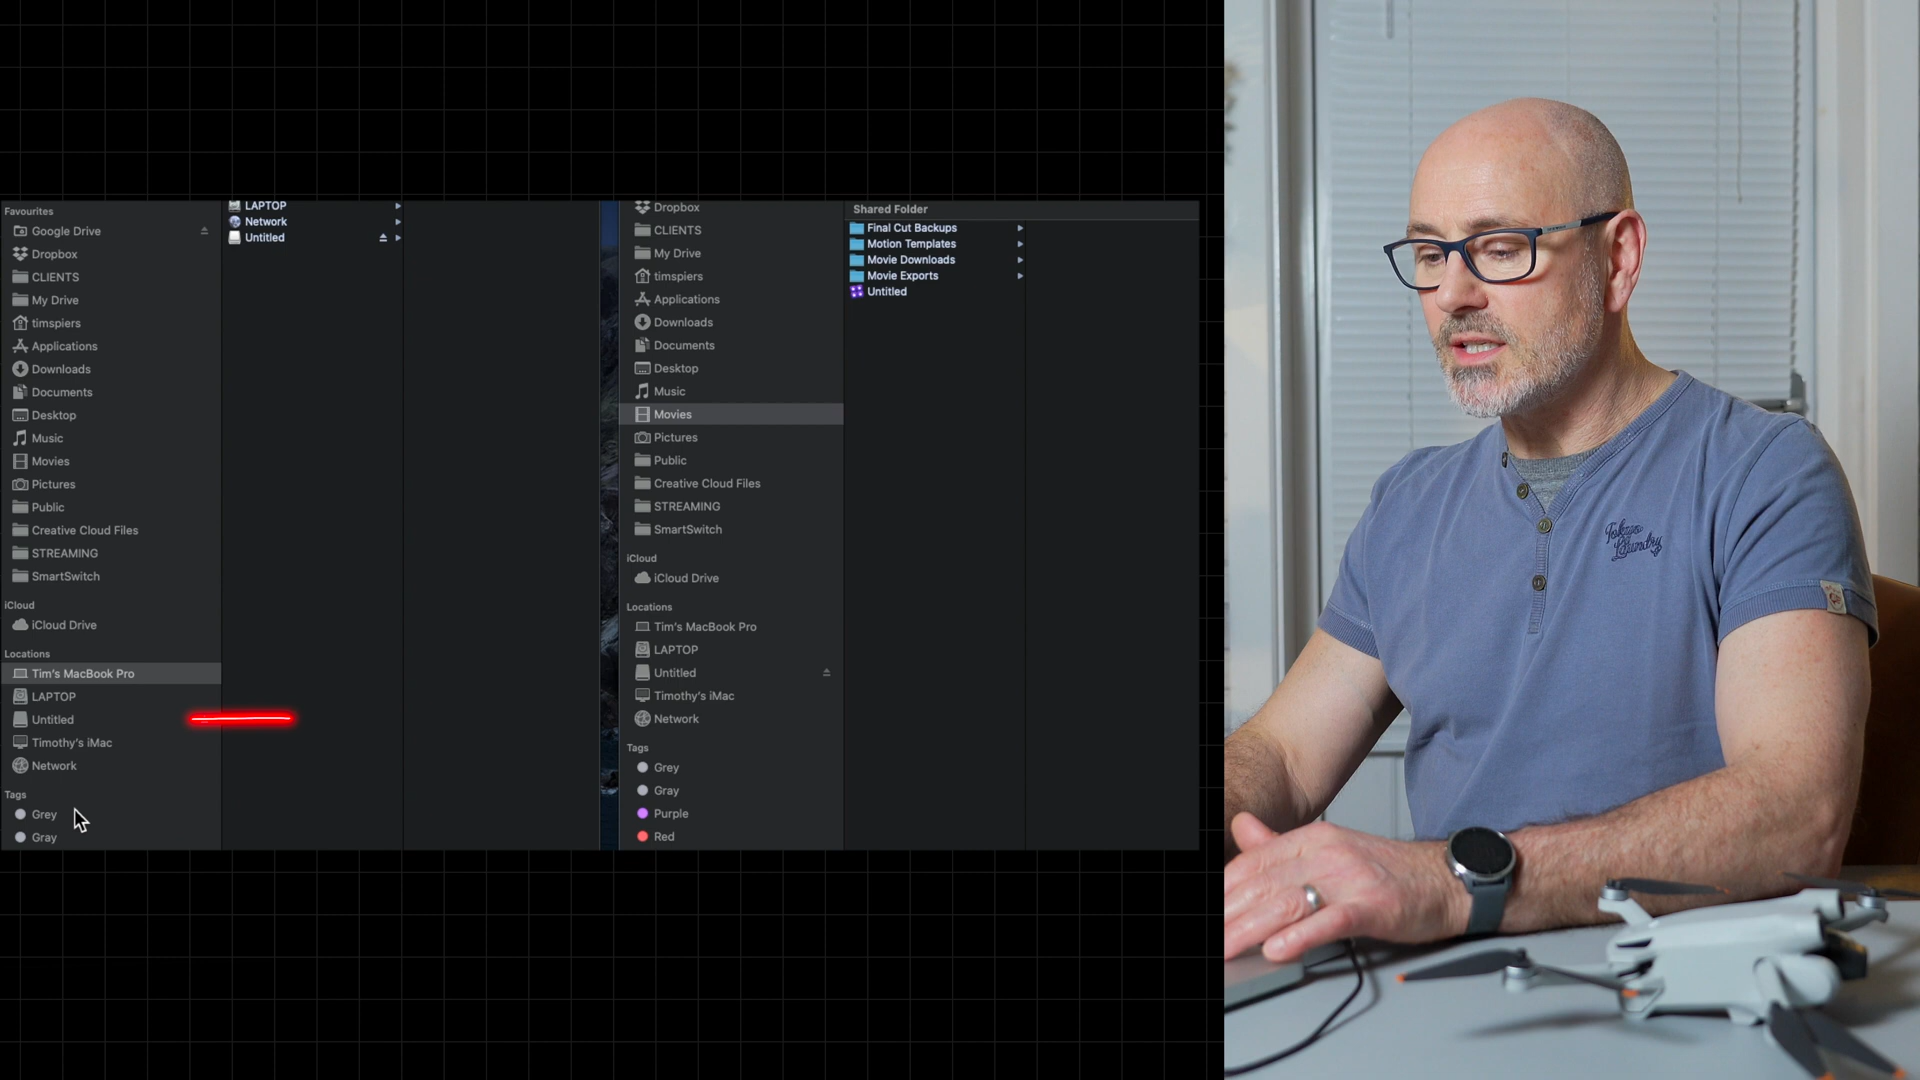 Favourites
Google Drive
Dropbox
CLIENTS
My Drive
timspiers
Applications
Downloads
Documents
Desktop
Music
Movies
Pictures
Public
Creative Cloud Files
STREAMING
SmartSwitch
iCloud
iCloud Drive
Locations
Tim's MacBook Pro
LAPTOP
Untitled
Timothy's iMac
Network
Tags
Grey
Gray
LAPTOP
Network
Untitled
Dropbox
CLIENTS
My Drive
timspiers
Applications
Downloads
Documents
Desktop
Music
Movies
Pictures
Public
Creative Cloud Files
STREAMING
SmartSwitch
iCloud
iCloud Drive
Locations
Tim's MacBook Pro
LAPTOP
Untitled
Timothy's iMac
Network
Tags
Grey
Gray
Purple
Red
Shared Folder
Final Cut Backups
Motion Templates
Movie Downloads
Movie Exports
Untitled
Tokyo
Laundry